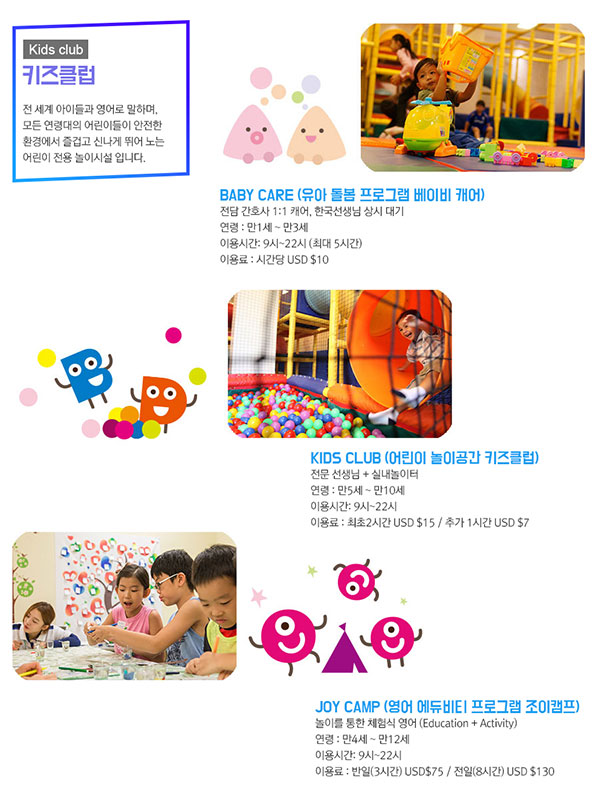 Kids club
키즈클럽
전 세계 아이들과 영어로 말하며,
모든 연령대의 어린이들이 안전한
환경에서 즐겁고 신나게 뛰어 노는
어린이 전용 놀이시설 입니다.
BABY CARE (유아 돌봄 프로그램 베이비 캐어)
전담 간호사 1:1 캐어, 한국선생님 상시 대기
연령 : 만1세 ~ 만3세
이용시간: 9시~22시 (최대 5시간)
이용료 : 시간당 USD $10
KIDS CLUB (어린이 놀이공간 키즈클럽)
전문 선생님 + 실내놀이터
연령 : 만5세 ~ 만10세
이용시간: 9시~22시
이용료 : 최초2시간 USD $15 / 추가 1시간 USD $7
JOY CAMP (영어 에듀비티 프로그램 조이캠프)
놀이를 통한 체험식 영어 (Education + Activity)
연령 : 만4세 ~ 만12세
이용시간: 9시~22시
이용료 : 반일(3시간) USD$75 / 전일(8시간) USD $130